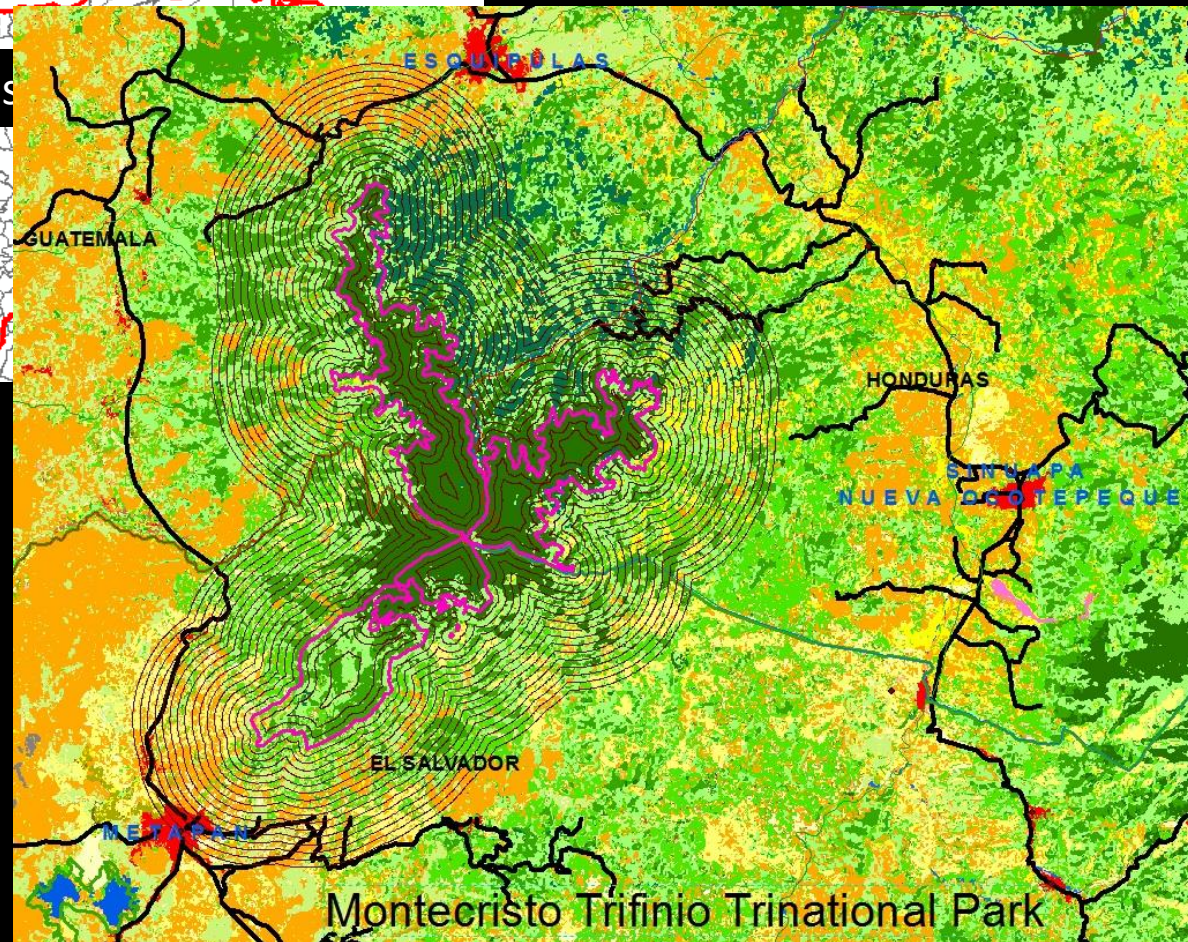 S
ESQUIPULAS
GUATEMALA
HONDURAS
SINUAPA
NUEVA OCOTEPEQUE
EL SALVADOR
METAPAN
Montecristo Trifinio Trinational Park